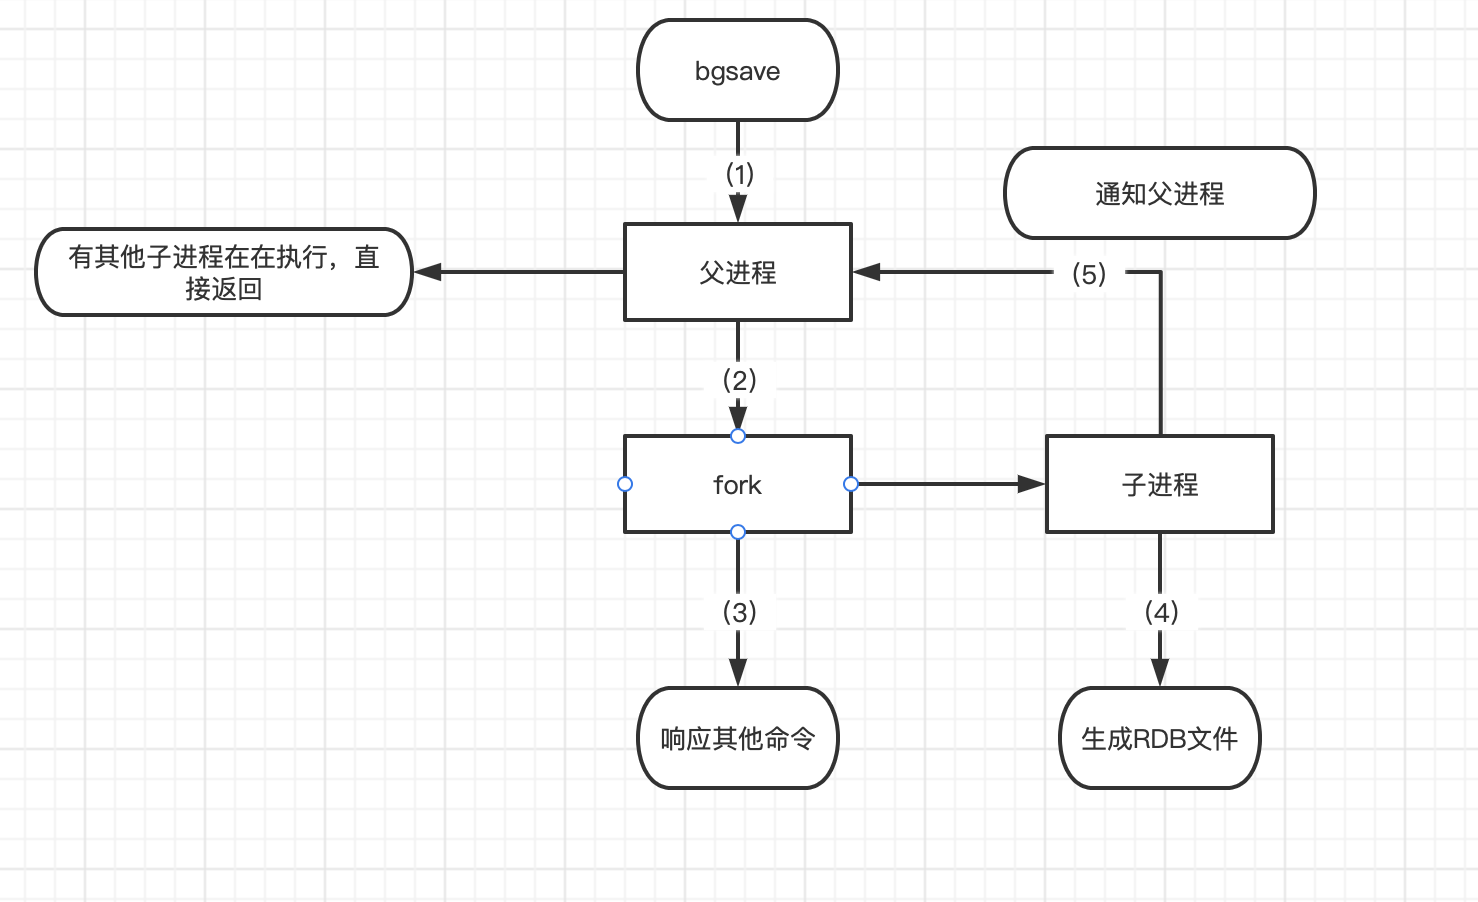 bgsave
(1)
通知父进程
有其他子进程在在执行，直
接返回
父进程
(5)
(2)
fork
子进程
(3)
(4)
响应其他命令
生成RDB文件